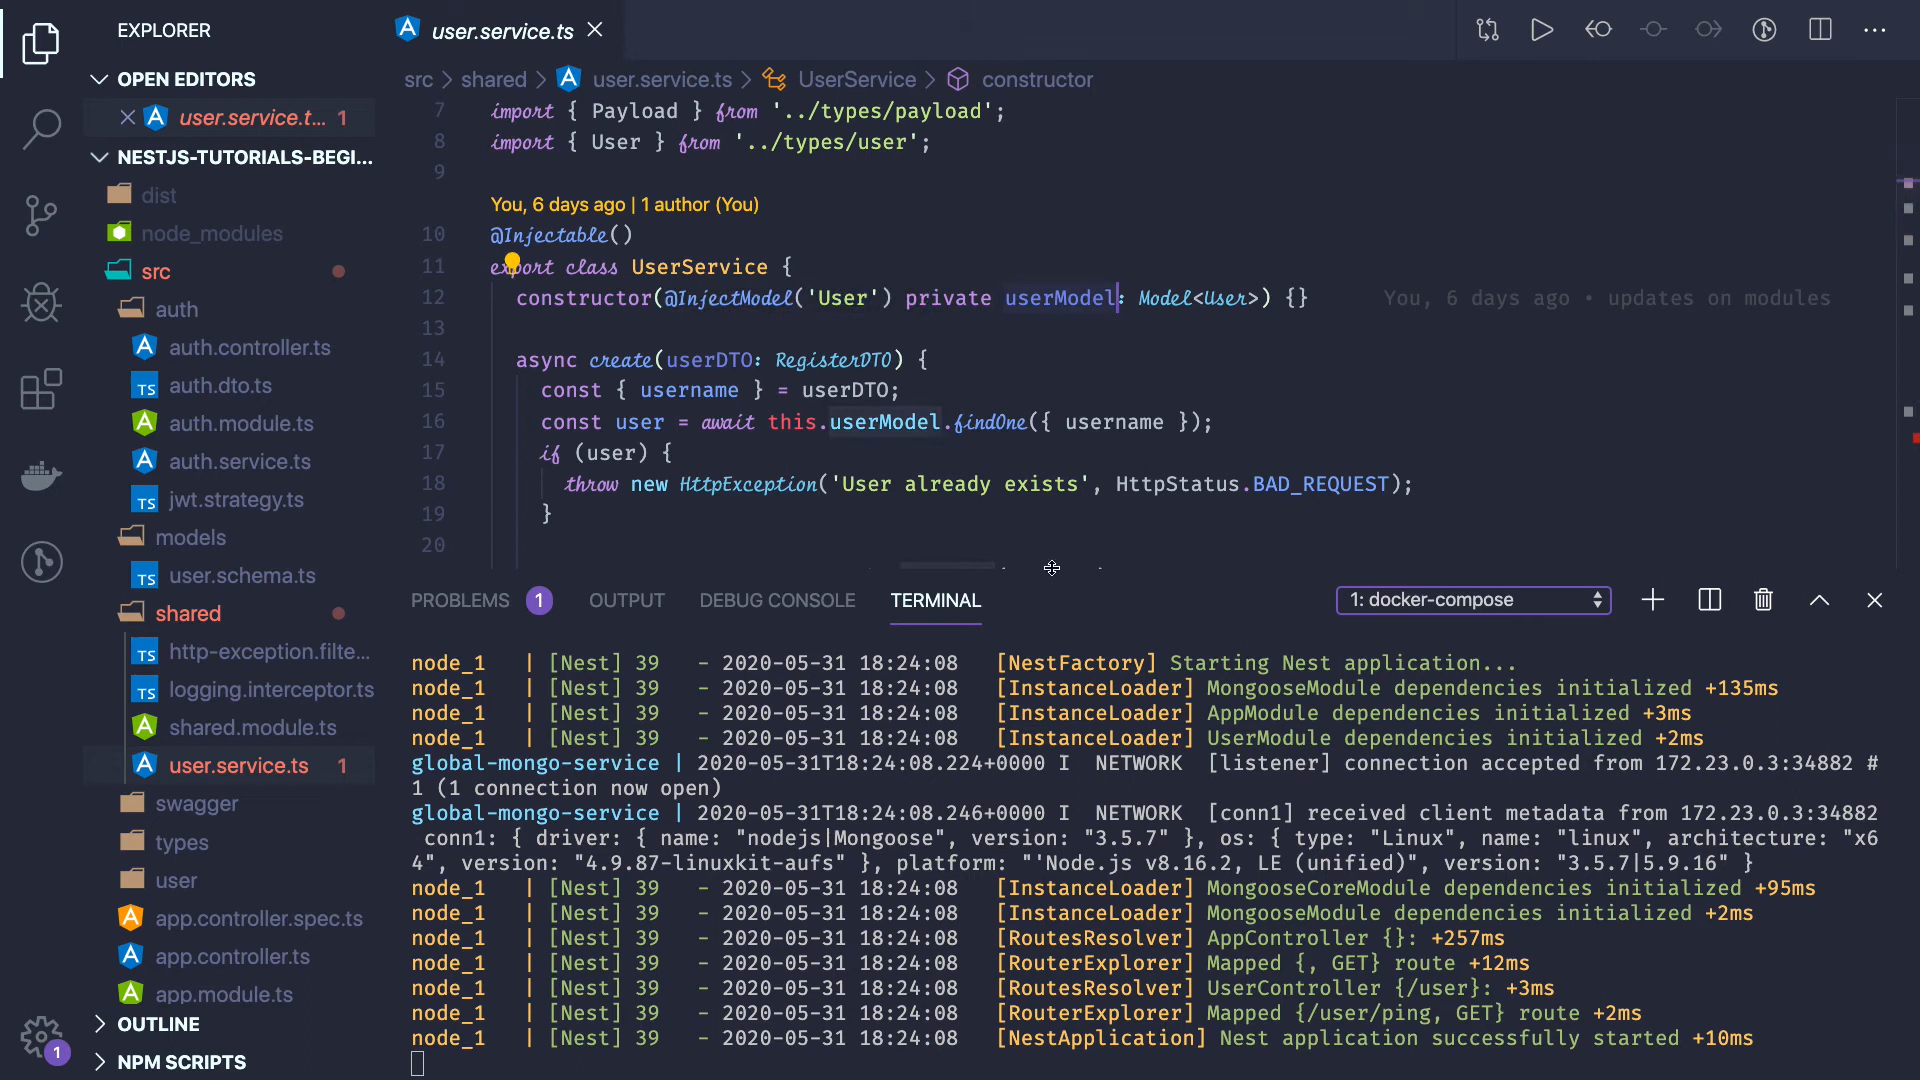 EXPLORER
OPEN EDITORS
user.service.t... 1
NESTJS-TUTORIALS-BEGI...
dist
node_modules
src
auth
auth.controller.ts
TS auth.dto.ts
auth.module.ts
auth.service.ts
TS jwt.strategy.ts
models
TS user.schema.ts
shared
TS http-exception.filte...
TS logging.interceptor.ts
shared.module.ts
user.service.ts 1
swagger
types
user
app.controller.spec.ts
app.controller.ts
app.module.ts
OUTLINE
NPM SCRIPTS
1
user.service.ts
src > shared > user.service.ts > UserService > constructor
7 import { Payload } from '../types/payload';
8 import { User } from '../types/user';
9
You, 6 days ago | 1 author (You)
10 @Injectable()
11 export class UserService {
12 constructor(@InjectModel('User') private userModel: Model<User>) {} You, 6 days ago • updates on modules
13
14 async create(userDTO: RegisterDTO) {
15 const { username } = userDTO;
16 const user = await this.userModel.findOne({ username });
17 if (user) {
18 throw new HttpException('User already exists', HttpStatus.BAD_REQUEST);
19 }
20
PROBLEMS 1 OUTPUT DEBUG CONSOLE TERMINAL 1: docker-compose
node_1 | [Nest] 39 - 2020-05-31 18:24:08 [NestFactory] Starting Nest application...
node_1 | [Nest] 39 - 2020-05-31 18:24:08 [InstanceLoader] MongooseModule dependencies initialized +135ms
node_1 | [Nest] 39 - 2020-05-31 18:24:08 [InstanceLoader] AppModule dependencies initialized +3ms
node_1 | [Nest] 39 - 2020-05-31 18:24:08 [InstanceLoader] UserModule dependencies initialized +2ms
global-mongo-service | 2020-05-31T18:24:08.224+0000 I NETWORK [listener] connection accepted from 172.23.0.3:34882 #
1 (1 connection now open)
global-mongo-service | 2020-05-31T18:24:08.246+0000 I NETWORK [conn1] received client metadata from 172.23.0.3:34882
conn1: { driver: { name: "nodejs|Mongoose", version: "3.5.7" }, os: { type: "Linux", name: "linux", architecture: "x6
4", version: "4.9.87-linuxkit-aufs" }, platform: "'Node.js v8.16.2, LE (unified)", version: "3.5.7|5.9.16" }
node_1 | [Nest] 39 - 2020-05-31 18:24:08 [InstanceLoader] MongooseCoreModule dependencies initialized +95ms
node_1 | [Nest] 39 - 2020-05-31 18:24:08 [InstanceLoader] MongooseModule dependencies initialized +2ms
node_1 | [Nest] 39 - 2020-05-31 18:24:08 [RoutesResolver] AppController {}: +257ms
node_1 | [Nest] 39 - 2020-05-31 18:24:08 [RouterExplorer] Mapped {, GET} route +12ms
node_1 | [Nest] 39 - 2020-05-31 18:24:08 [RoutesResolver] UserController {/user}: +3ms
node_1 | [Nest] 39 - 2020-05-31 18:24:08 [RouterExplorer] Mapped {/user/ping, GET} route +2ms
node_1 | [Nest] 39 - 2020-05-31 18:24:08 [NestApplication] Nest application successfully started +10ms